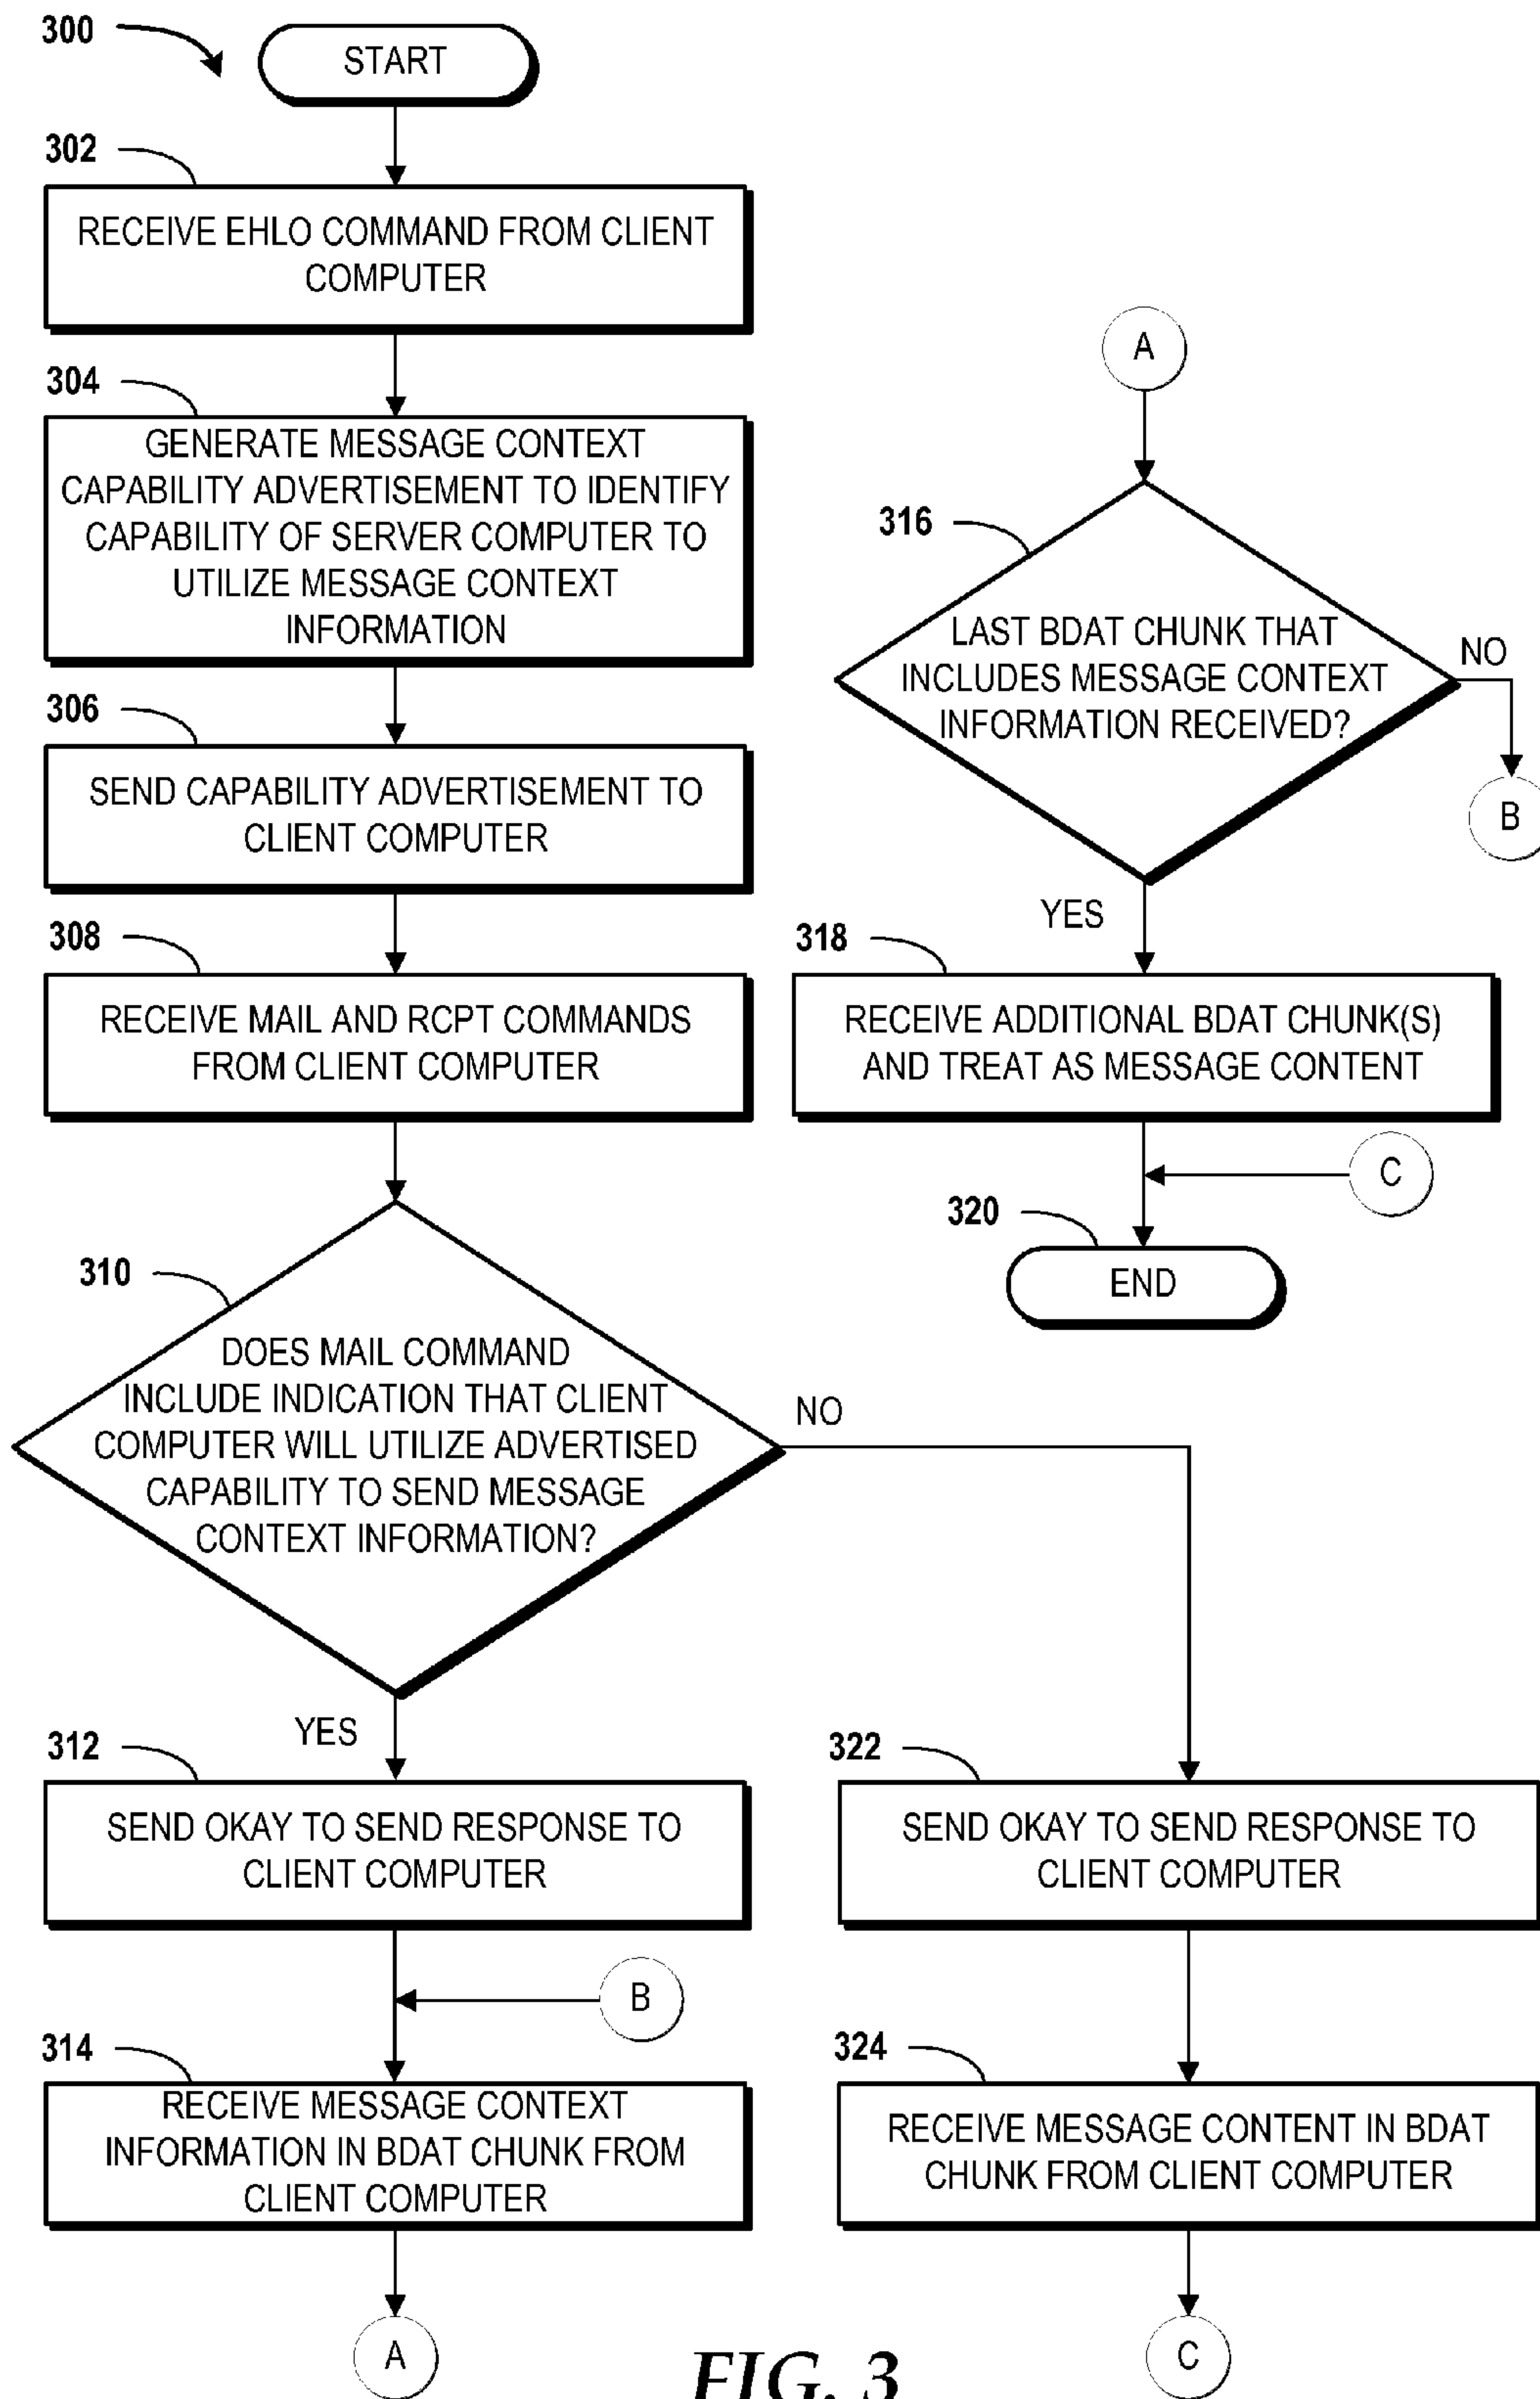 300
START
302
RECEIVE EHLO COMMAND FROM CLIENT
COMPUTER
304
GENERATE MESSAGE CONTEXT
CAPABILITY ADVERTISEMENT TO IDENTIFY
CAPABILITY OF SERVER COMPUTER TO
UTILIZE MESSAGE CONTEXT
INFORMATION
306
SEND CAPABILITY ADVERTISEMENT TO
CLIENT COMPUTER
308
RECEIVE MAIL AND RCPT COMMANDS
FROM CLIENT COMPUTER
310
DOES MAIL COMMAND
INCLUDE INDICATION THAT CLIENT
COMPUTER WILL UTILIZE ADVERTISED
CAPABILITY TO SEND MESSAGE
CONTEXT INFORMATION?
NO
YES
312
SEND OKAY TO SEND RESPONSE TO
CLIENT COMPUTER
B
314
RECEIVE MESSAGE CONTEXT
INFORMATION IN BDAT CHUNK FROM
CLIENT COMPUTER
A
A
316
LAST BDAT CHUNK THAT
INCLUDES MESSAGE CONTEXT
INFORMATION RECEIVED?
NO
B
YES
318
RECEIVE ADDITIONAL BDAT CHUNK(S)
AND TREAT AS MESSAGE CONTENT
C
320
END
322
SEND OKAY TO SEND RESPONSE TO
CLIENT COMPUTER
324
RECEIVE MESSAGE CONTENT IN BDAT
CHUNK FROM CLIENT COMPUTER
C
FIG. 3